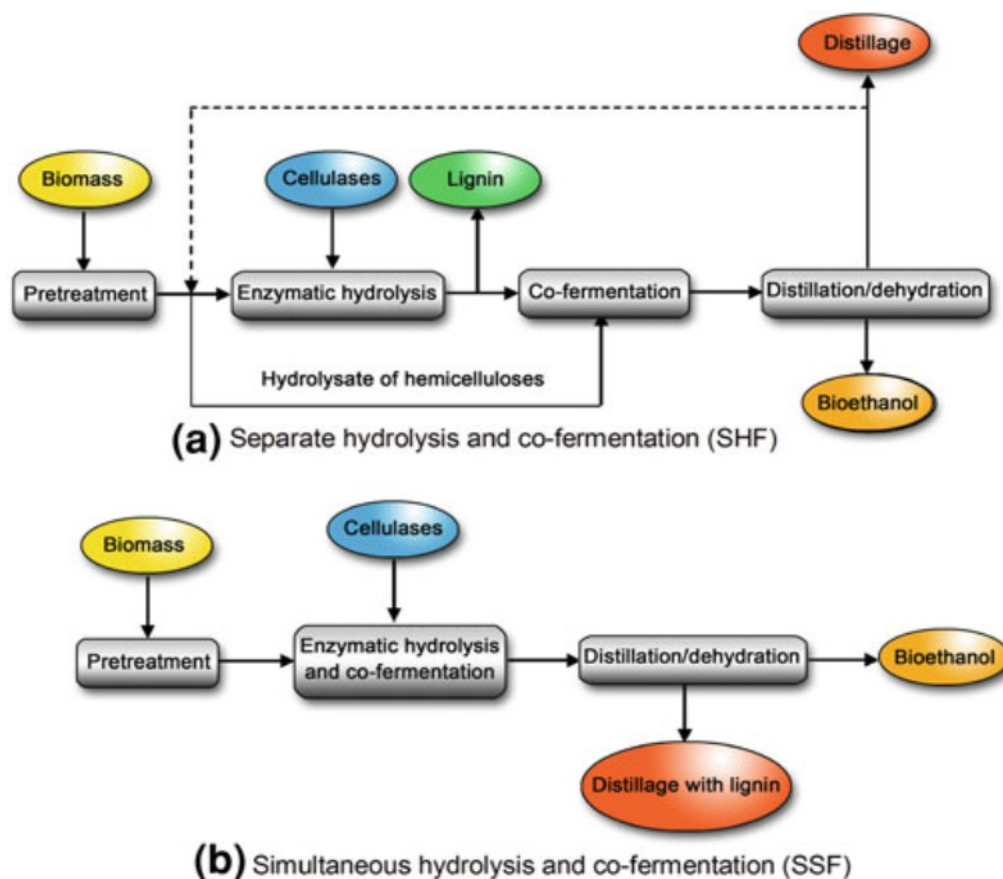 Distillage
Biomass
Cellulases
Lignin
Pretreatment
Enzymatic hydrolysis
Co-fermentation
Distillation/dehydration
Hydrolysate of hemicelluloses
Bioethanol
(a) Separate hydrolysis and co-fermentation (SHF)
Cellulases
Biomass
Pretreatment
Enzymatic hydrolysis
and co-fermentation
Distillation/dehydration
Bioethanol
Distillage with lignin
(b) Simultaneous hydrolysis and co-fermentation (SSF)